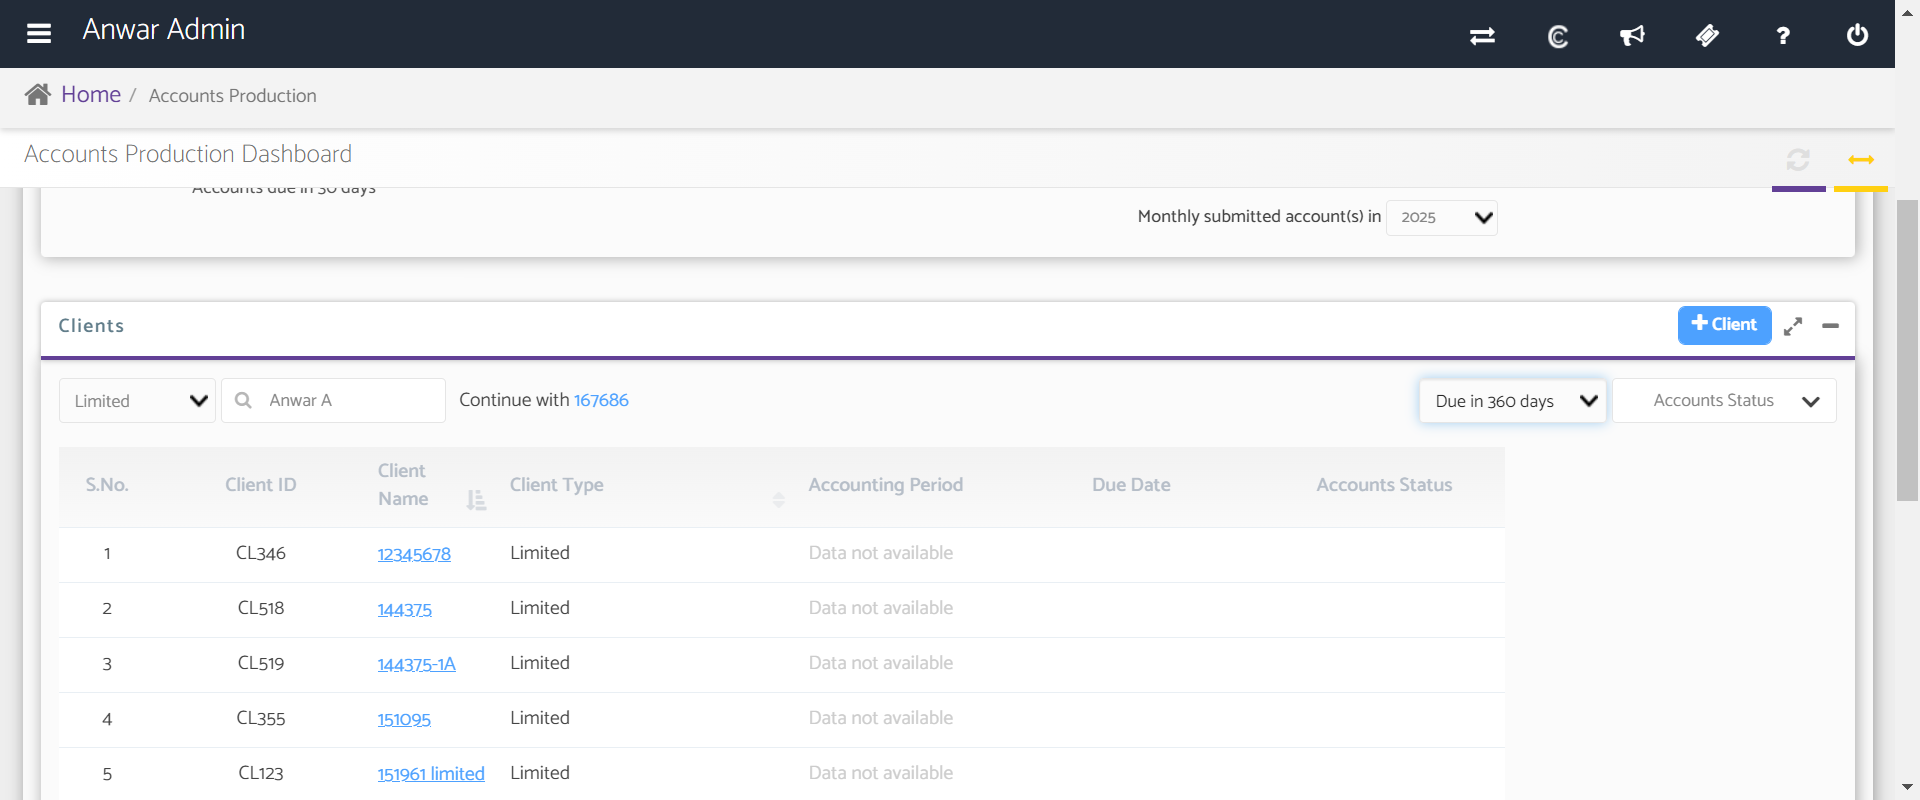 Anwar Admin
?
Home / Accounts Production
Accounts Production Dashboard
Accounts due in 30 days
Monthly submitted account(s) in 2025
Clients
+ Client
Limited Anwar A Continue with 167686 Due in 360 days Accounts Status
S.No. Client ID Client Name Client Type Accounting Period Due Date Accounts Status
1 CL346 12345678 Limited Data not available
2 CL518 144375 Limited Data not available
3 CL519 144375-1A Limited Data not available
4 CL355 151095 Limited Data not available
5 CL123 151961 limited Limited Data not available